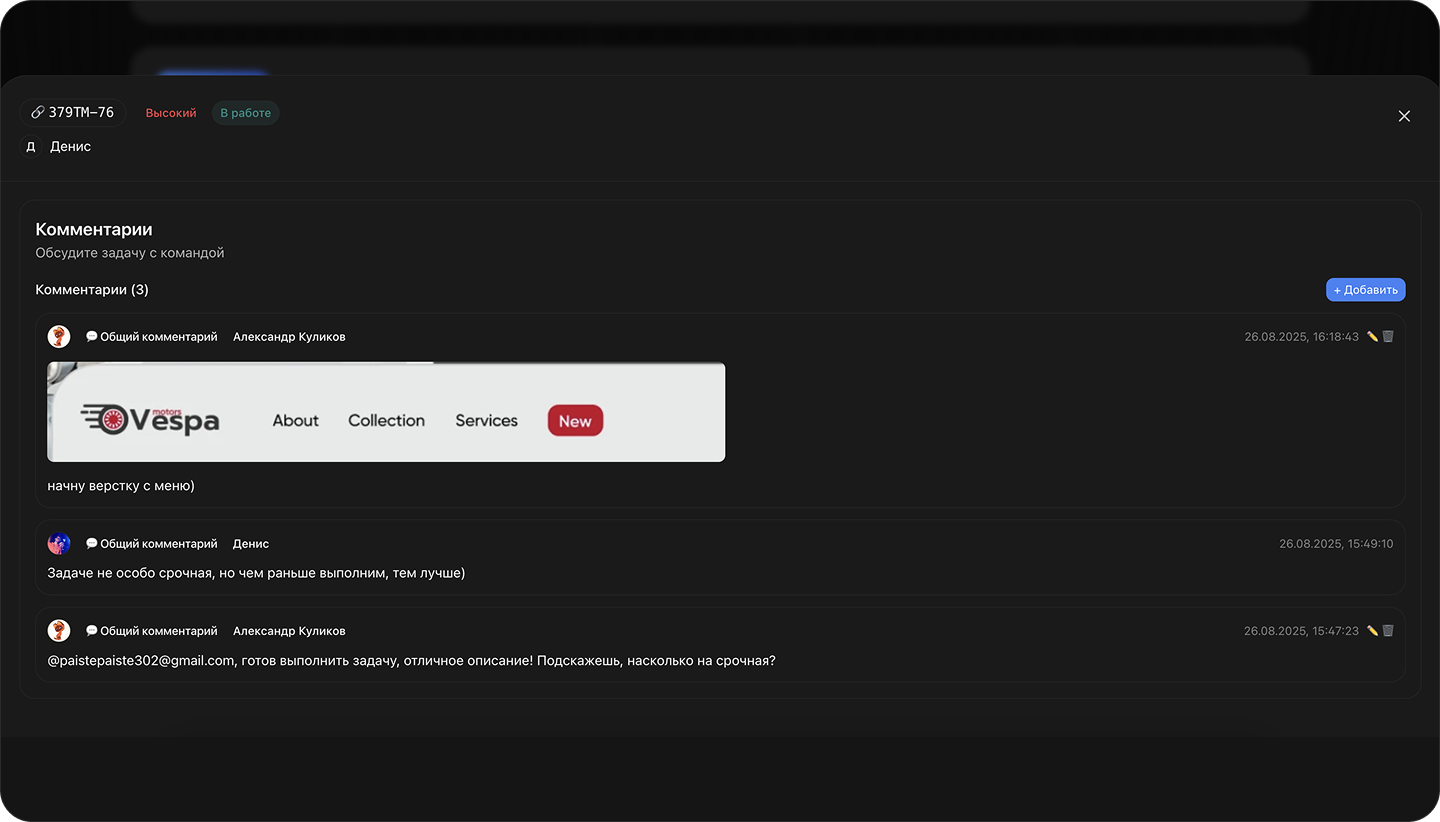 379TM-76 Высокий В работе
Д Денис
Комментарии
Обсудите задачу с командой
Комментарии (3)
+ Добавить
Общий комментарий Александр Куликов 26.08.2025, 16:18:43
motors
Vespa About Collection Services New
начну верстку с меню)
Общий комментарий Денис 26.08.2025, 15:49:10
Задаче не особо срочная, но чем раньше выполним, тем лучше)
Общий комментарий Александр Куликов 26.08.2025, 15:47:23
@paistepaiste302@gmail.com, готов выполнить задачу, отличное описание! Подскажешь, насколько на срочная?